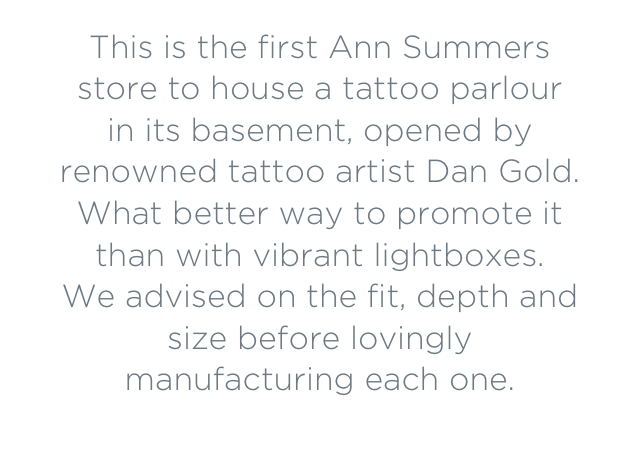 This is the first Ann Summers
store to house a tattoo parlour
in its basement, opened by
renowned tattoo artist Dan Gold.
What better way to promote it
than with vibrant lightboxes.
We advised on the fit, depth and
size before lovingly
manufacturing each one.